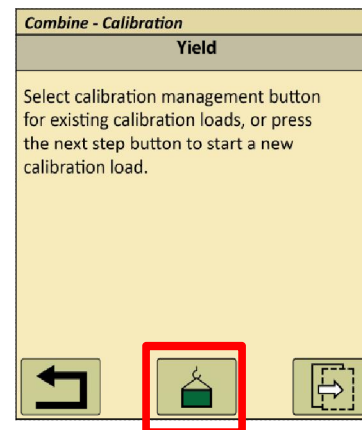 Combine - Calibration
Yield
Select calibration management button
for existing calibration loads, or press
the next step button to start a new
calibration load.